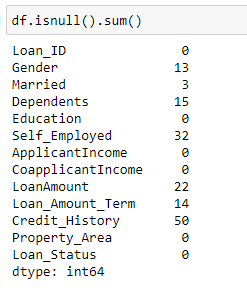 df.isnull().sum()
Loan_ID 0
Gender 13
Married 3
Dependents 15
Education 0
Self_Employed 32
ApplicantIncome 0
CoapplicantIncome 0
LoanAmount 22
Loan_Amount_Term 14
Credit_History 50
Property_Area 0
Loan_Status 0
dtype: int64